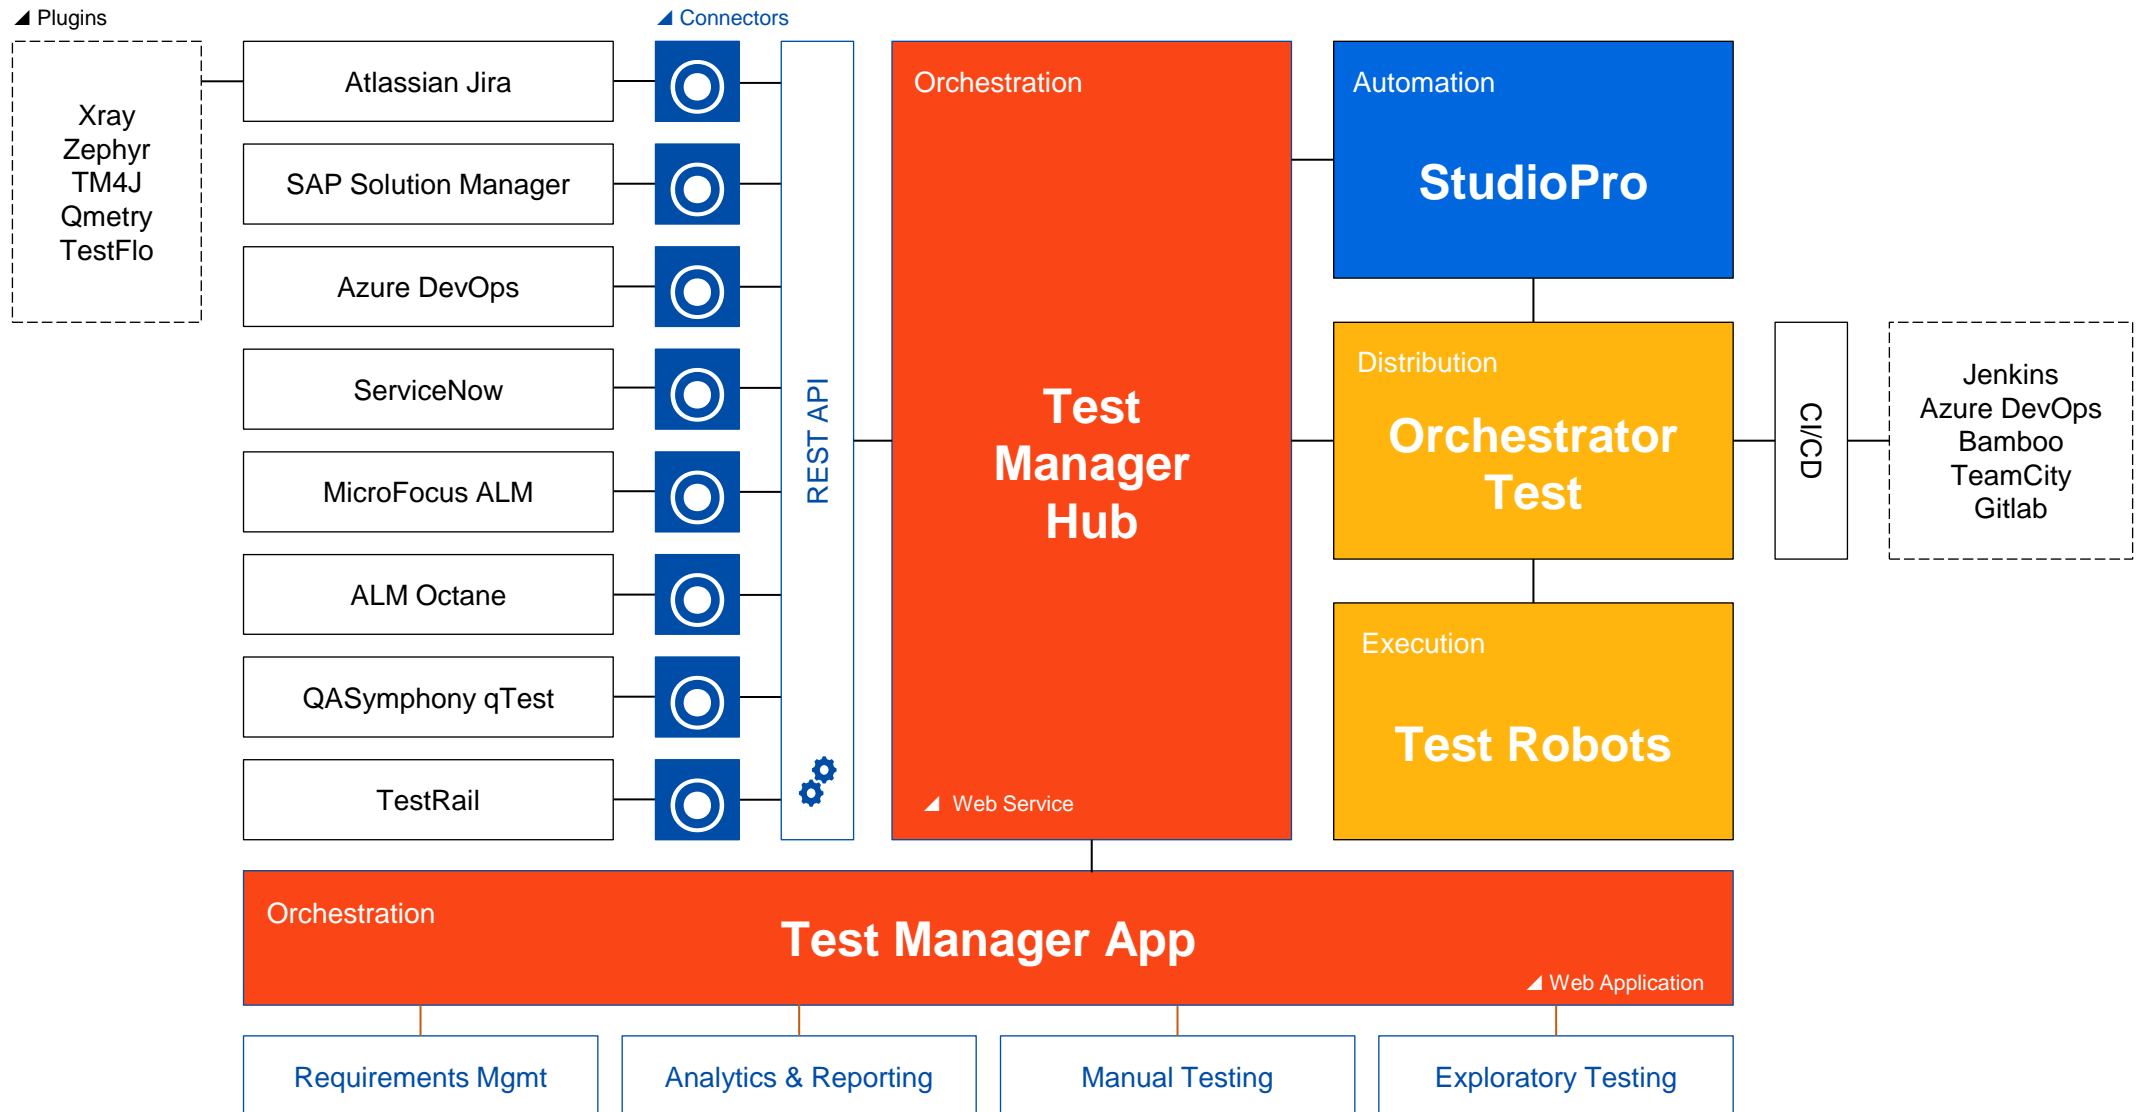 Plugins
Connectors
Xray
Zephyr
TM4J
Qmetry
TestFlo
Atlassian Jira
SAP Solution Manager
Azure DevOps
ServiceNow
MicroFocus ALM
ALM Octane
QASymphony qTest
TestRail
REST API
Orchestration
Test
Manager
Hub
Web Service
Automation
StudioPro
Distribution
Orchestrator
Test
Execution
Test Robots
CI/CD
Jenkins
Azure DevOps
Bamboo
TeamCity
Gitlab
Orchestration
Test Manager App
Web Application
Requirements Mgmt
Analytics & Reporting
Manual Testing
Exploratory Testing